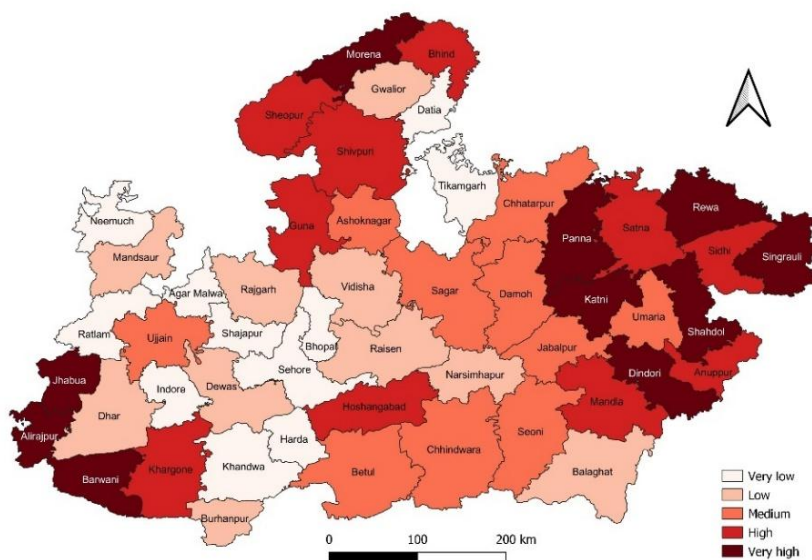 Morena
Bhind
Gwalior
Datia
Sheopur
Shivpuri
Tikamgarh
Chhatarpur
Neemuch
Guna
Ashoknagar
Panna
Satna
Rewa
Sidhi
Singrauli
Mandsaur
Agar Malwa
Rajgarh
Vidisha
Sagar
Damoh
Katni
Umaria
Shahdol
Ratlam
Ujjain
Shajapur
Bhopal
Raisen
Jabalpur
Jhabua
Indore
Dewas
Sehore
Narsimhapur
Dindori
Anuppur
Dhar
Hoshangabad
Mandla
Alirajpur
Harda
Barwani
Khargone
Khandwa
Betul
Chhindwara
Seoni
Balaghat
Burhanpur
Very low
Low
Medium
High
Very high
0 100 200 km